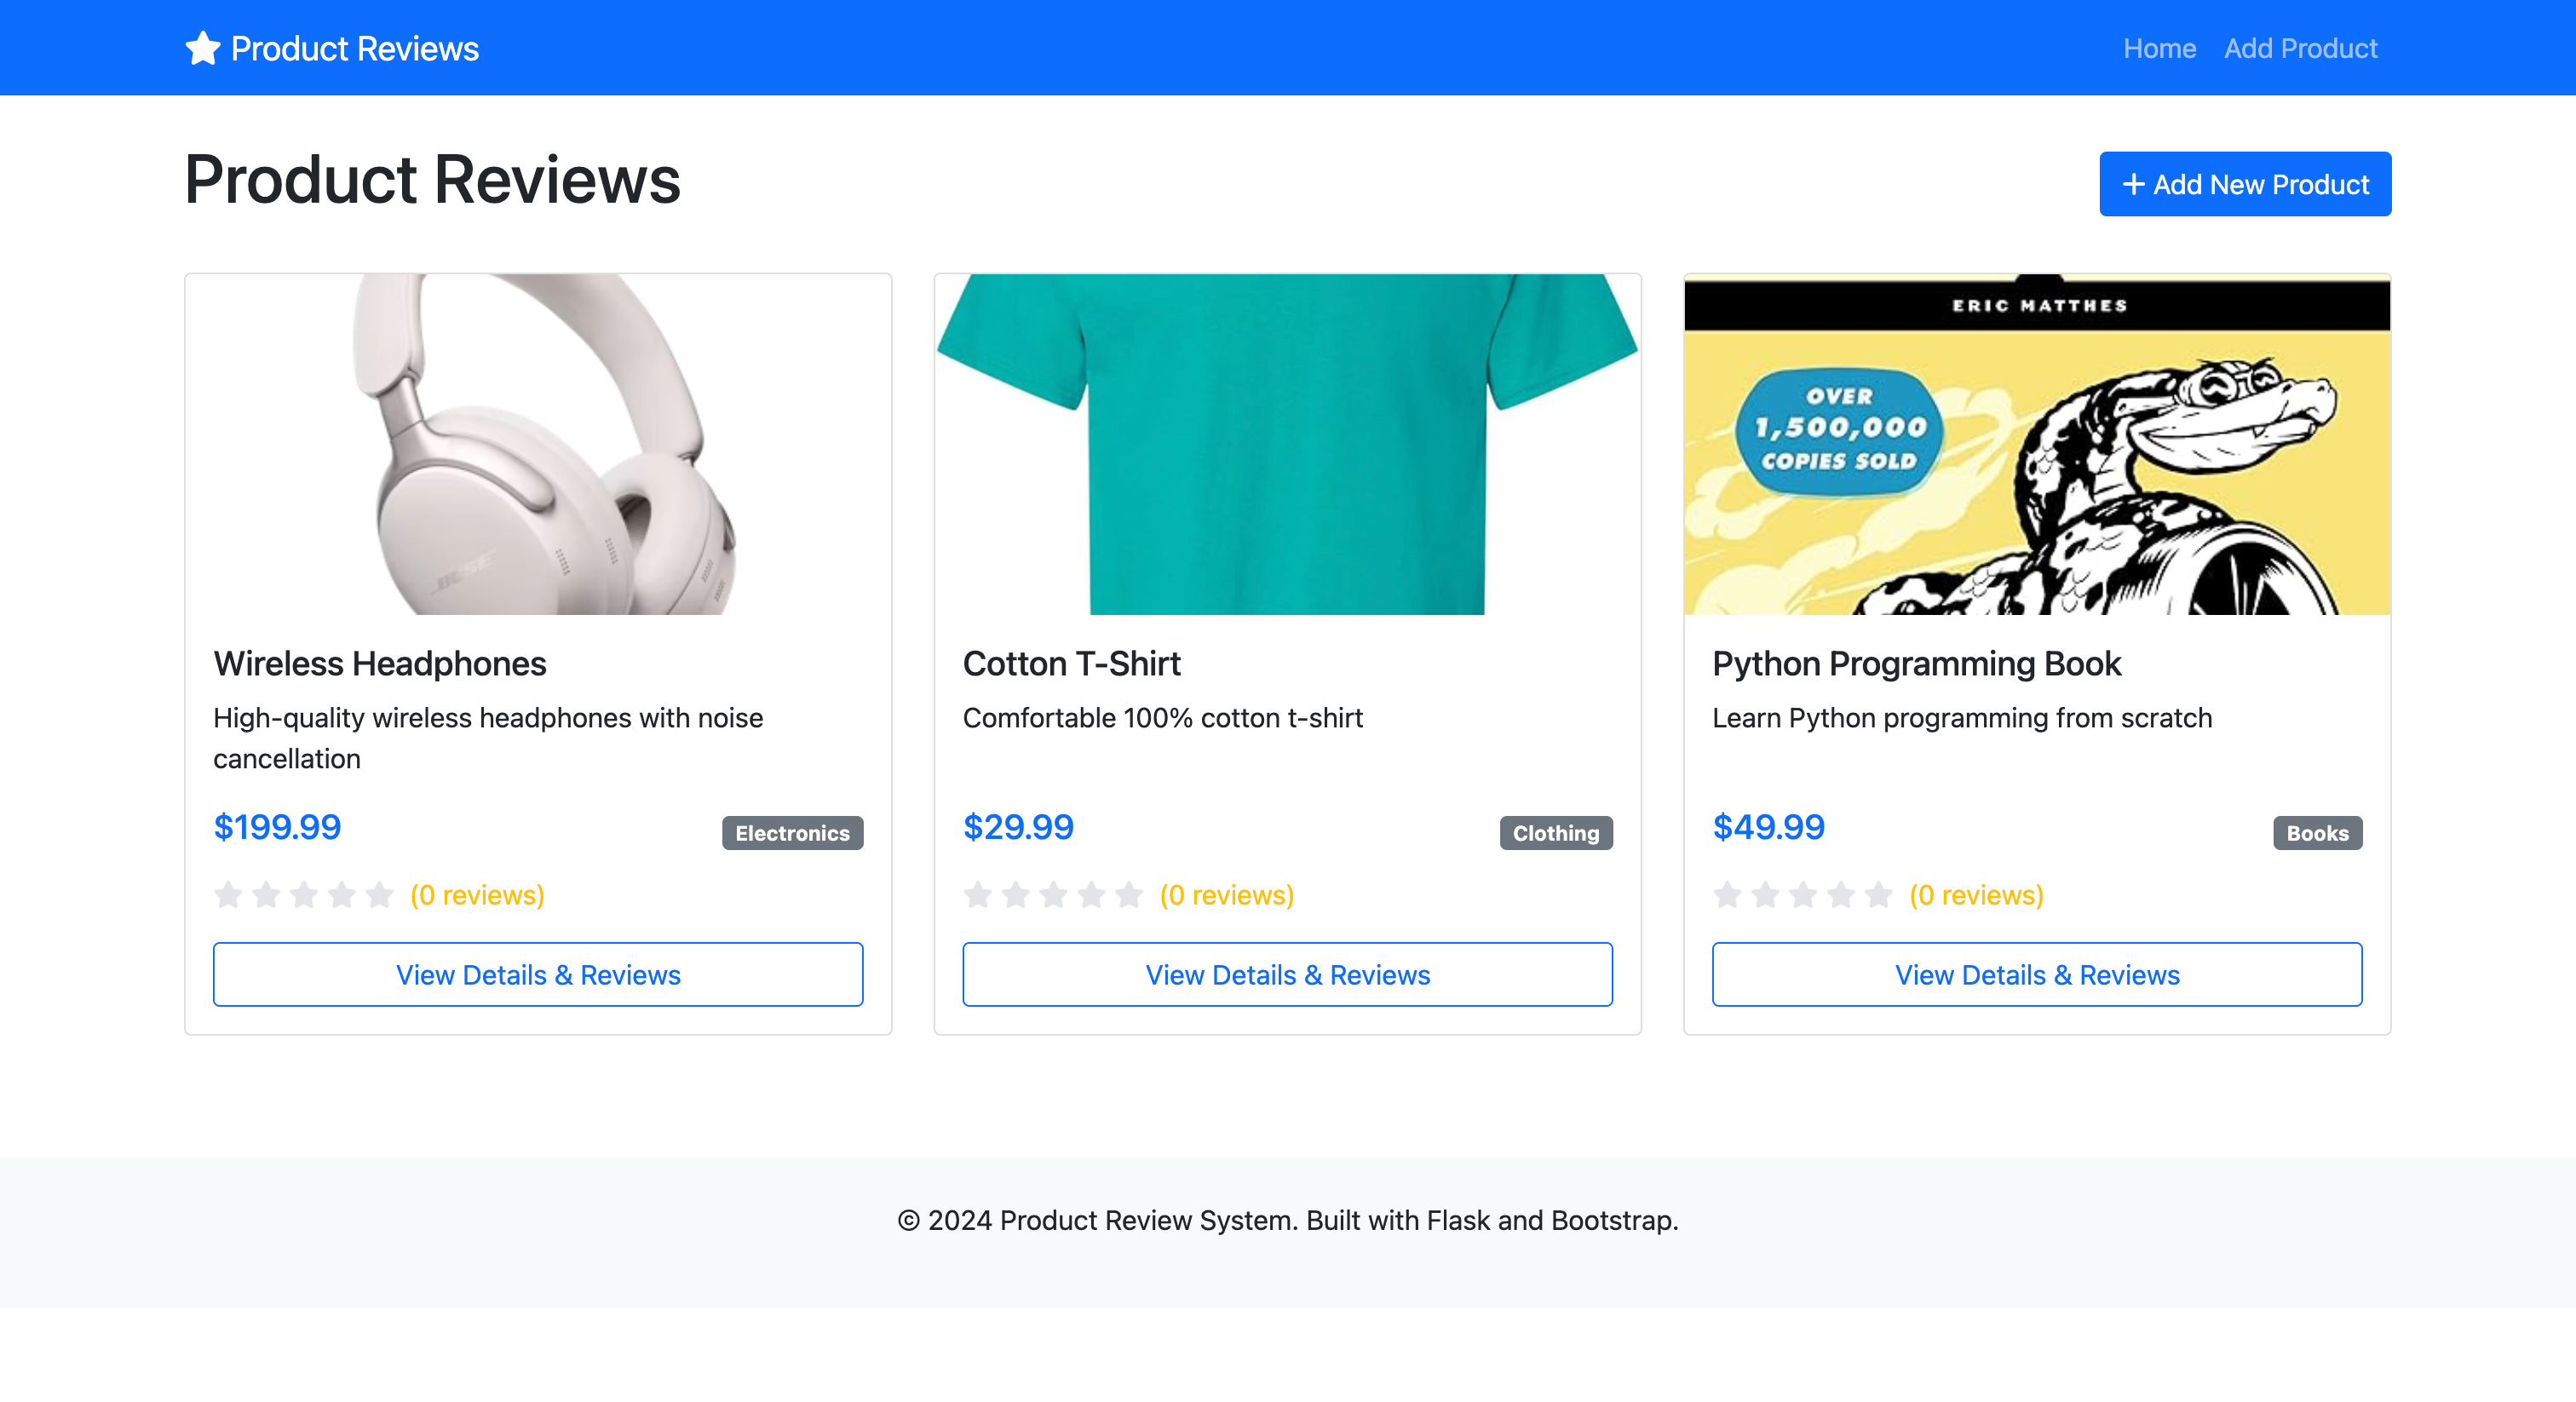 Product Reviews
Home
Add Product
Product Reviews
+ Add New Product
BOSE
ERIC MATTHES
OVER
1,500,000
COPIES SOLD
Wireless Headphones
High-quality wireless headphones with noise
cancellation
$199.99
Electronics
(0 reviews)
View Details & Reviews
Cotton T-Shirt
Comfortable 100% cotton t-shirt
$29.99
Clothing
(0 reviews)
View Details & Reviews
Python Programming Book
Learn Python programming from scratch
$49.99
Books
(0 reviews)
View Details & Reviews
© 2024 Product Review System. Built with Flask and Bootstrap.